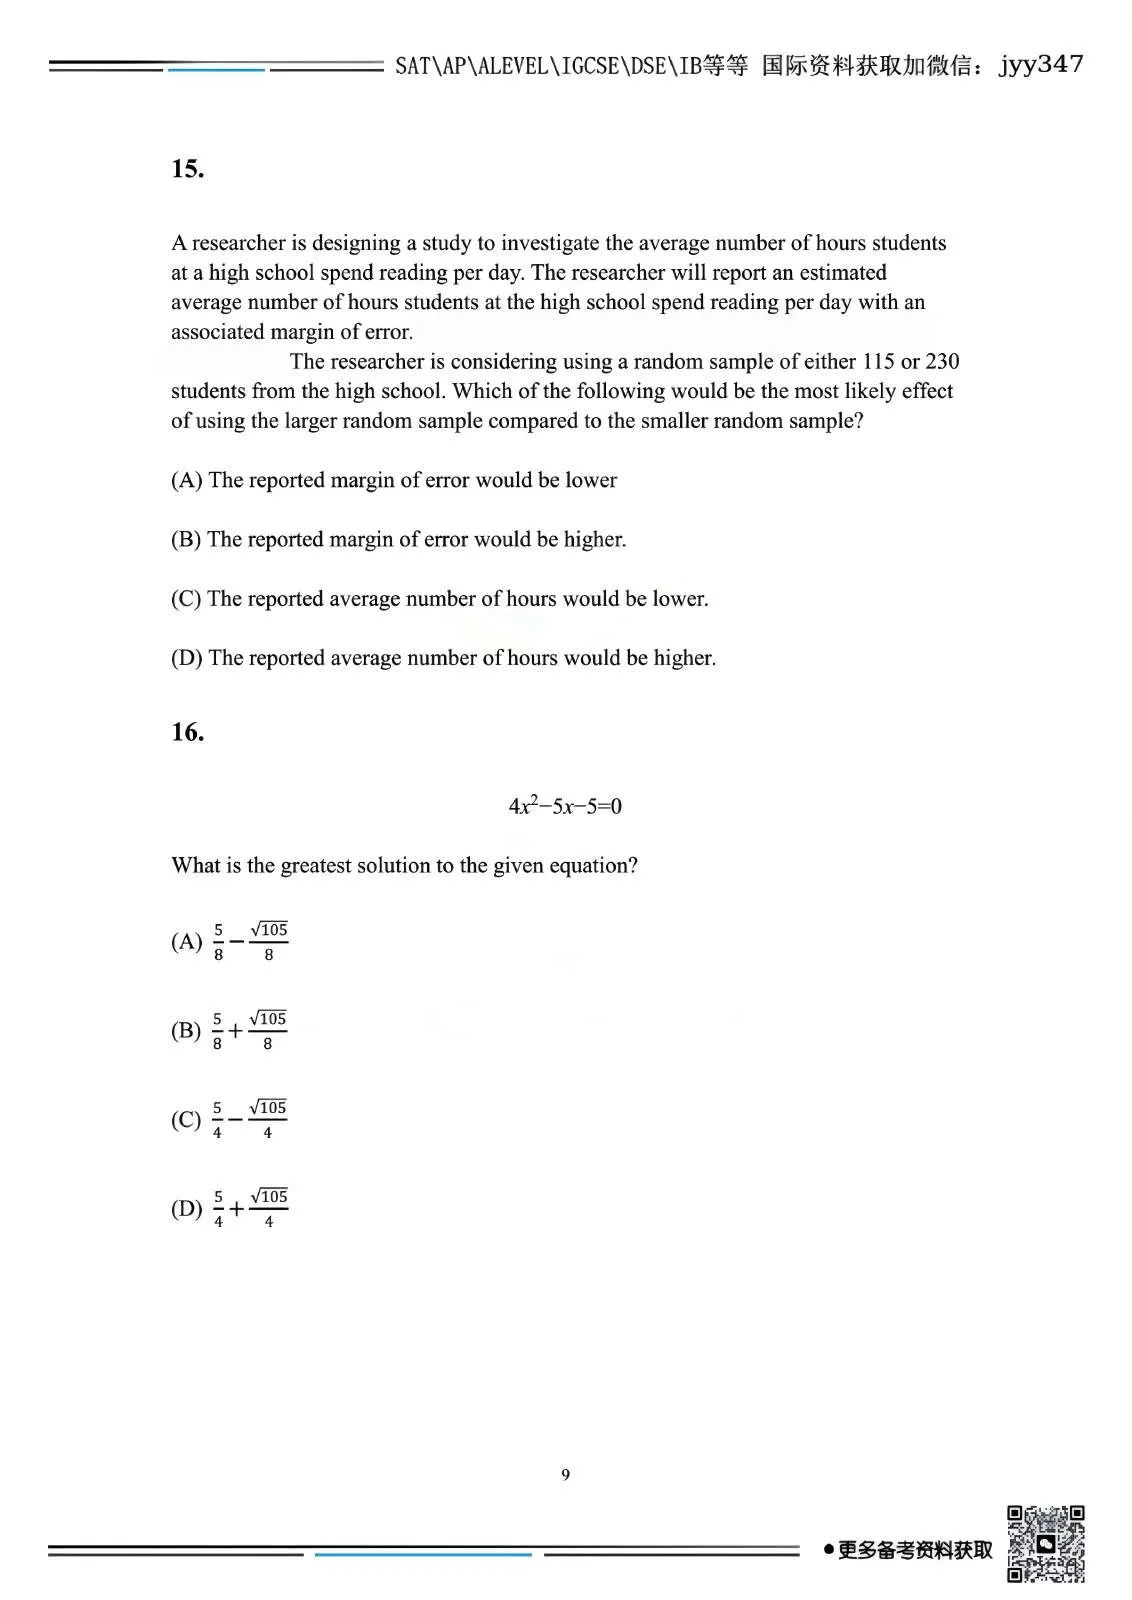 SAT\AP\ALEVEL\IGCSE\DSE\IB等等 国际资料获取加微信：jyy347
15.
A researcher is designing a study to investigate the average number of hours students
at a high school spend reading per day. The researcher will report an estimated
average number of hours students at the high school spend reading per day with an
associated margin of error.
The researcher is considering using a random sample of either 115 or 230
students from the high school. Which of the following would be the most likely effect
of using the larger random sample compared to the smaller random sample?
(A) The reported margin of error would be lower
(B) The reported margin of error would be higher.
(C) The reported average number of hours would be lower.
(D) The reported average number of hours would be higher.
16.
4x²−5x−5=0
What is the greatest solution to the given equation?
(A) 5/8 − √105/8
(B) 5/8 + √105/8
(C) 5/4 − √105/4
(D) 5/4 + √105/4
9
●更多备考资料获取